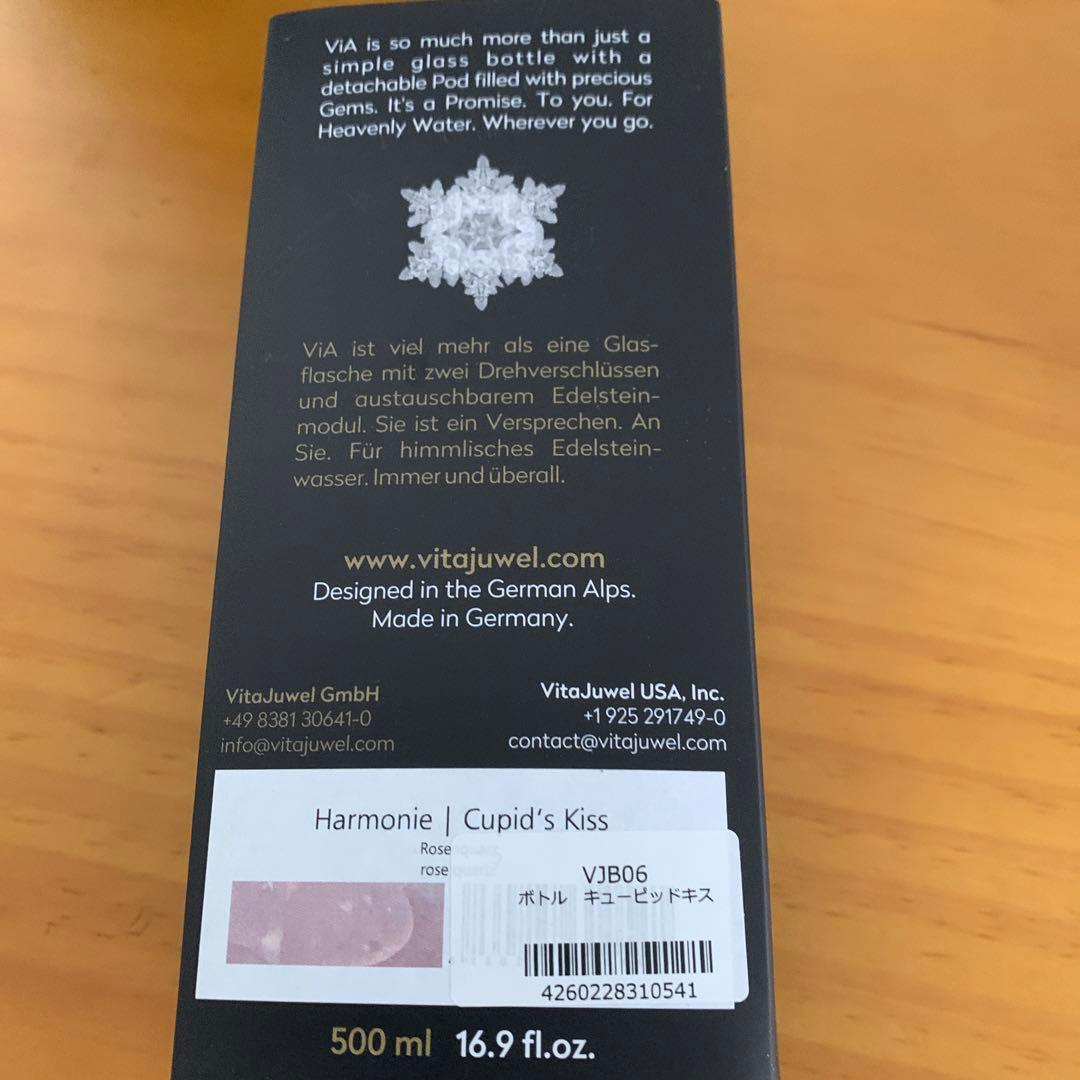 ViA is so much more than just a
simple glass bottle with a
detachable Pod filled with precious
Gems. It's a Promise. To you. For
Heavenly Water. Wherever you go.
ViA ist viel mehr als eine Glas-
flasche mit zwei Drehverschlüssen
und austauschbarem Edelstein-
modul. Sie ist ein Versprechen. An
Sie. Für himmlisches Edelstein-
wasser. Immer und überall.
www.vitajuwel.com
Designed in the German Alps.
Made in Germany.
VitaJuwel GmbH
+49 8381 30641-0
info@vitajuwel.com
VitaJuwel USA, Inc.
+1 925 291749-0
contact@vitajuwel.com
Harmonie | Cupid's Kiss
Rose
rose
VJB06
ボトル キューピッドキス
4260228310541
500 ml 16.9 fl.oz.